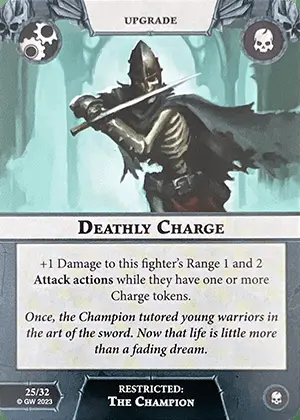 UPGRADE
DEATHLY CHARGE
+1 Damage to this fighter's Range 1 and 2
Attack actions while they have one or more
Charge tokens.
Once, the Champion tutored young warriors in
the art of the sword. Now that life is little more
than a fading dream.
25/32
© GW 2023
RESTRICTED:
THE CHAMPION